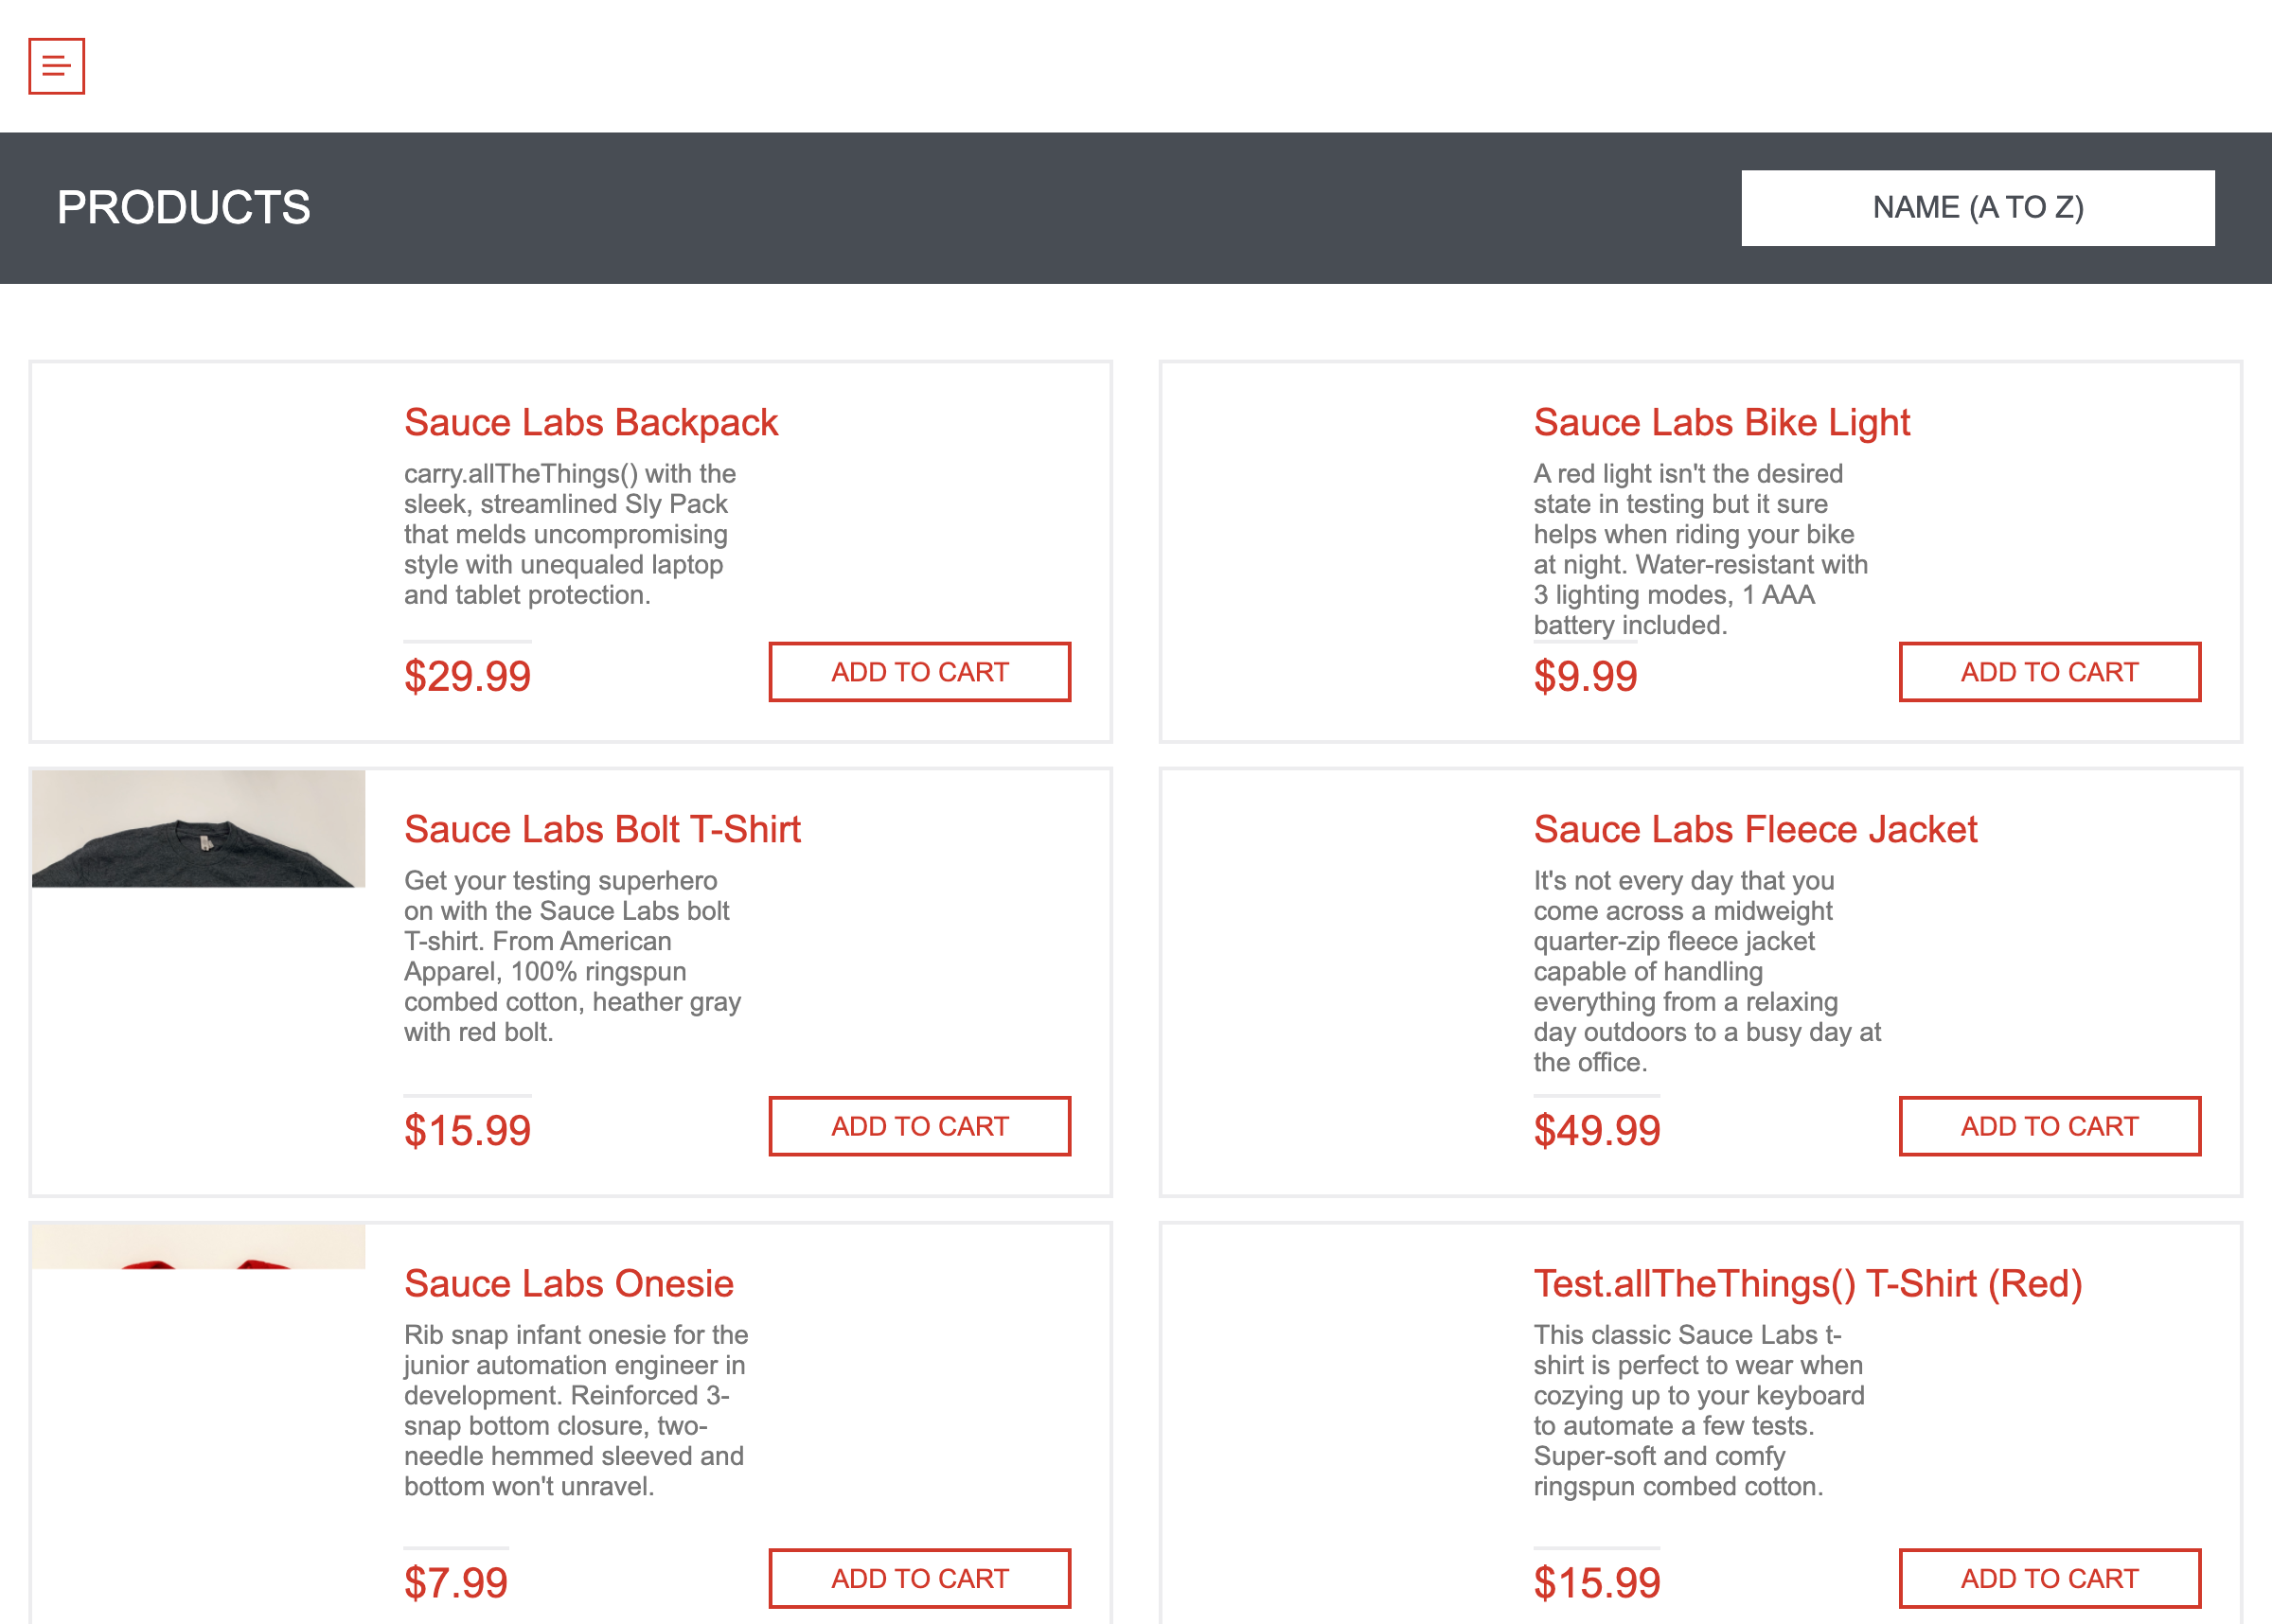 PRODUCTS
NAME (A TO Z)
Sauce Labs Backpack
carry.allTheThings() with the
sleek, streamlined Sly Pack
that melds uncompromising
style with unequaled laptop
and tablet protection.
$29.99
ADD TO CART
Sauce Labs Bike Light
A red light isn't the desired
state in testing but it sure
helps when riding your bike
at night. Water-resistant with
3 lighting modes, 1 AAA
battery included.
$9.99
ADD TO CART
Sauce Labs Bolt T-Shirt
Get your testing superhero
on with the Sauce Labs bolt
T-shirt. From American
Apparel, 100% ringspun
combed cotton, heather gray
with red bolt.
$15.99
ADD TO CART
Sauce Labs Fleece Jacket
It's not every day that you
come across a midweight
quarter-zip fleece jacket
capable of handling
everything from a relaxing
day outdoors to a busy day at
the office.
$49.99
ADD TO CART
Sauce Labs Onesie
Rib snap infant onesie for the
junior automation engineer in
development. Reinforced 3-
snap bottom closure, two-
needle hemmed sleeved and
bottom won't unravel.
$7.99
ADD TO CART
Test.allTheThings() T-Shirt (Red)
This classic Sauce Labs t-
shirt is perfect to wear when
cozying up to your keyboard
to automate a few tests.
Super-soft and comfy
ringspun combed cotton.
$15.99
ADD TO CART